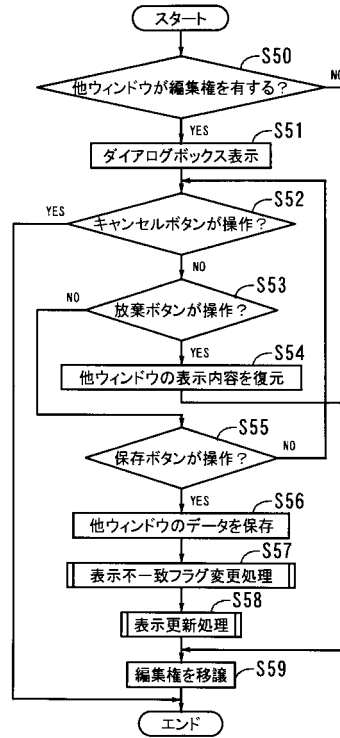 スタート
S50
他ウィンドウが編集権を有する?
NO
YES
S51
ダイアログボックス表示
S52
YES
キャンセルボタンが操作?
NO
S53
NO
放棄ボタンが操作?
YES
S54
他ウィンドウの表示内容を復元
S55
保存ボタンが操作?
NO
YES
S56
他ウィンドウのデータを保存
S57
表示不一致フラグ変更処理
S58
表示更新処理
S59
編集権を移譲
エンド